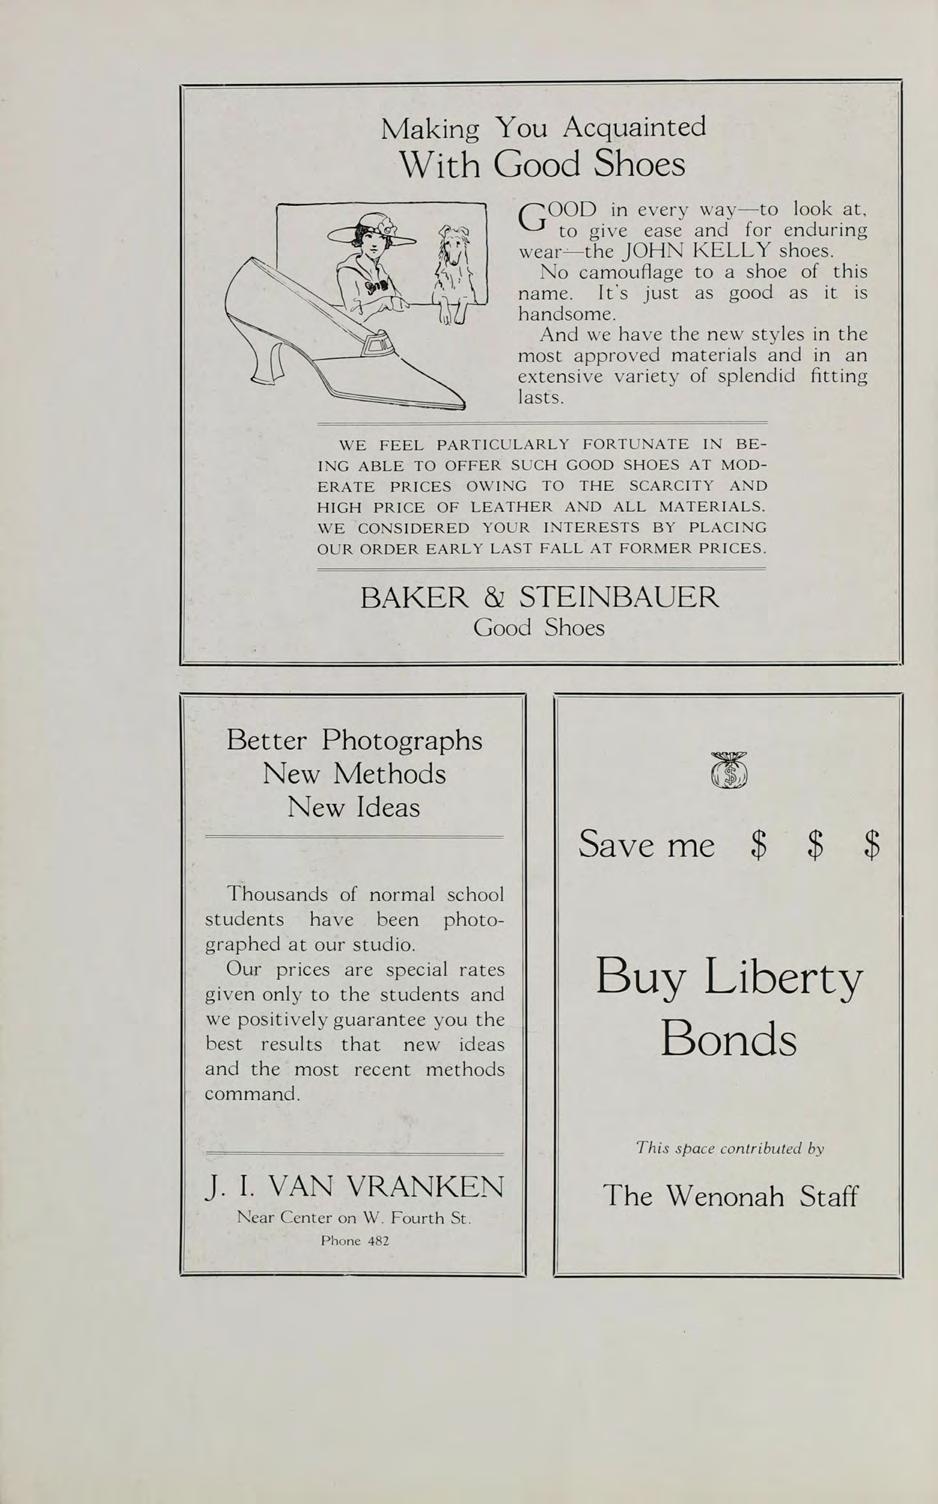 Making You Acquainted
With Good Shoes
GOOD in every way—to look at,
to give ease and for enduring
wear—the JOHN KELLY shoes.
No camouflage to a shoe of this
name. It's just as good as it is
handsome.
And we have the new styles in the
most approved materials and in an
extensive variety of splendid fitting
lasts.
WE FEEL PARTICULARLY FORTUNATE IN BE-
ING ABLE TO OFFER SUCH GOOD SHOES AT MOD-
ERATE PRICES OWING TO THE SCARCITY AND
HIGH PRICE OF LEATHER AND ALL MATERIALS.
WE CONSIDERED YOUR INTERESTS BY PLACING
OUR ORDER EARLY LAST FALL AT FORMER PRICES.
BAKER & STEINBAUER
Good Shoes
Better Photographs
New Methods
New Ideas
Thousands of normal school
students have been photo-
graphed at our studio.
Our prices are special rates
given only to the students and
we positively guarantee you the
best results that new ideas
and the most recent methods
command.
J. I. VAN VRANKEN
Near Center on W. Fourth St.
Phone 482
$
Save me $ $ $
Buy Liberty
Bonds
This space contributed by
The Wenonah Staff